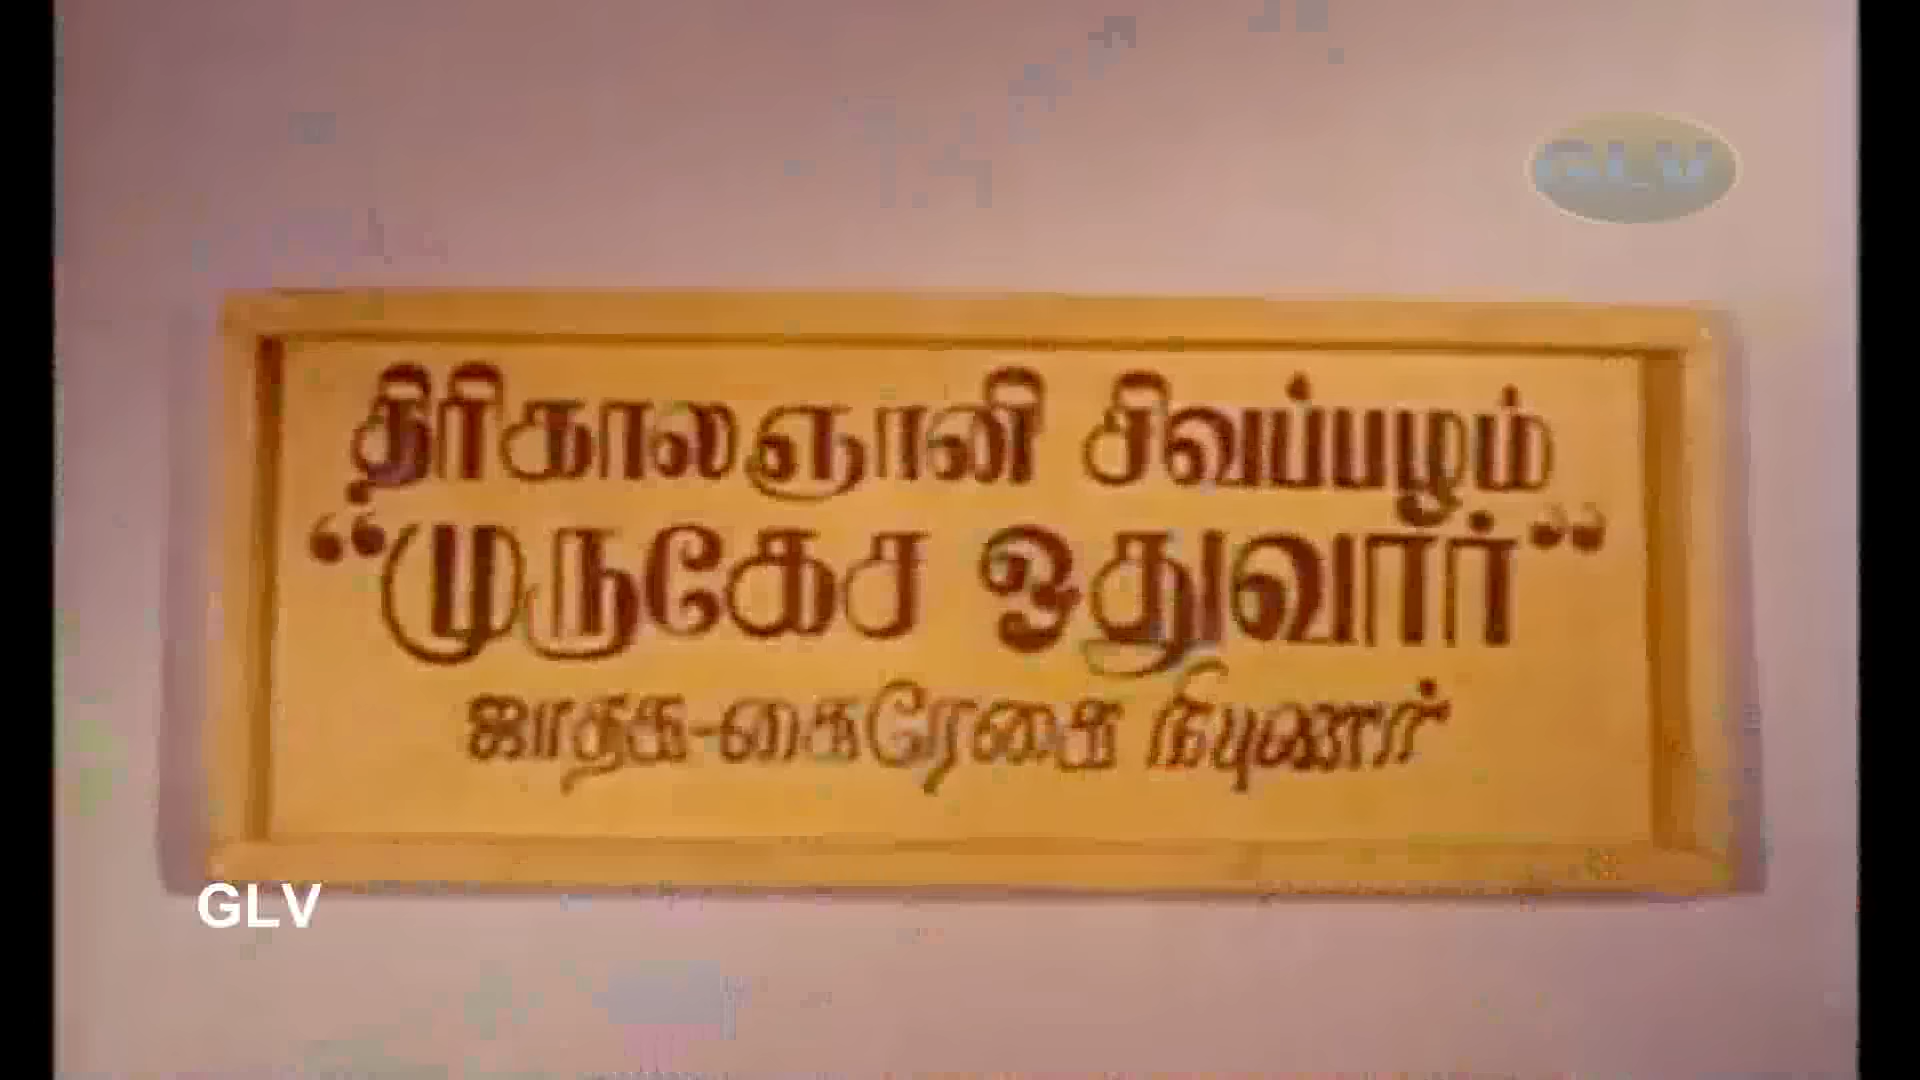 GLV
திரிகாலஞானி சிவப்பழம்
“முருகேச ஓதுவார்”
ஜாதக-கைரேகை நிபுணர்
GLV